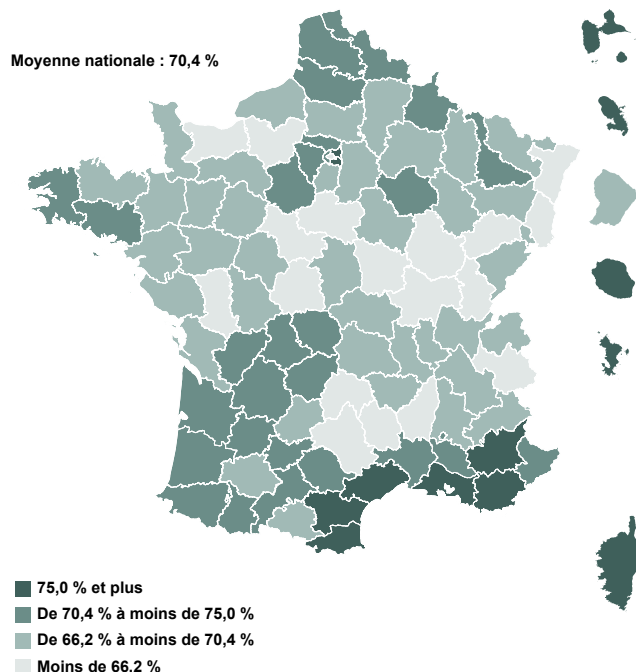 Moyenne nationale : 70,4 %
75,0 % et plus
De 70,4 % à moins de 75,0 %
De 66,2 % à moins de 70,4 %
Moins de 66,2 %